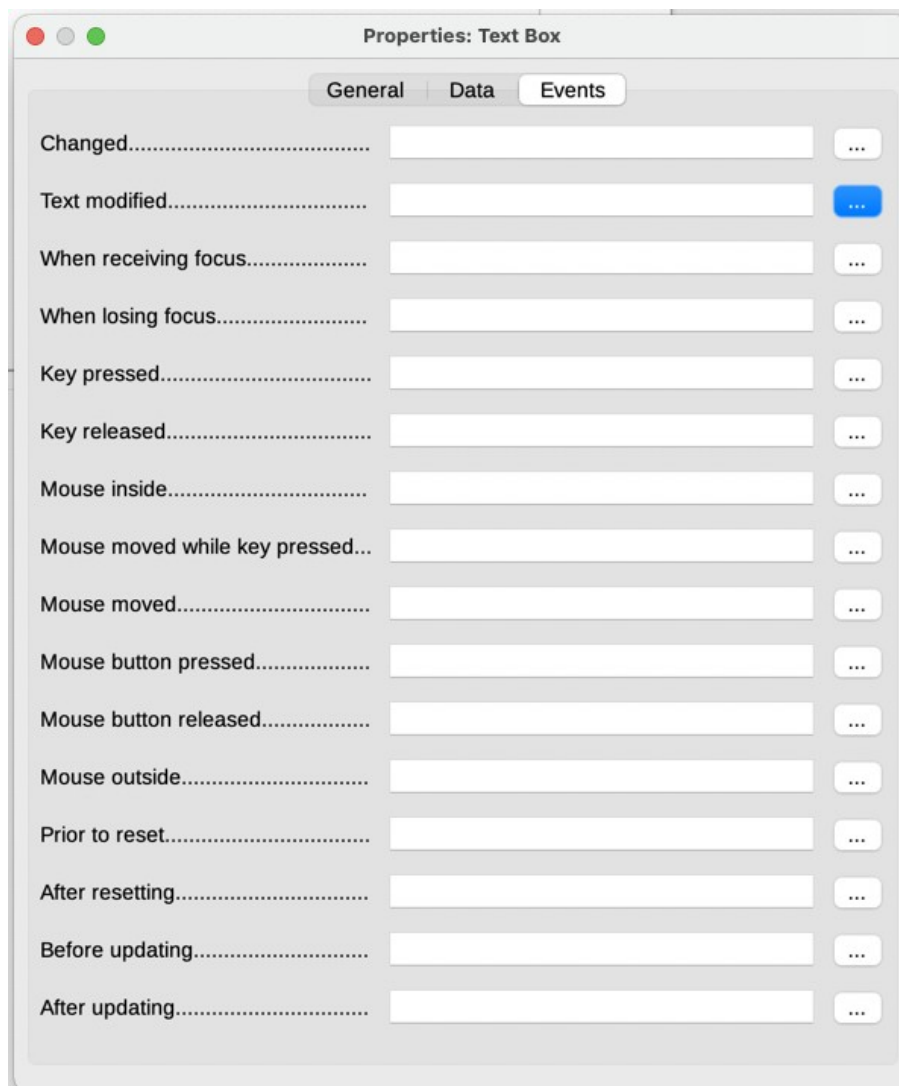 Properties: Text Box
General Data Events
Changed...................................... ...
Text modified................................. ...
When receiving focus.................... ...
When losing focus......................... ...
Key pressed................................... ...
Key released.................................. ...
Mouse inside................................. ...
Mouse moved while key pressed... ...
Mouse moved................................ ...
Mouse button pressed................... ...
Mouse button released.................. ...
Mouse outside............................... ...
Prior to reset.................................. ...
After resetting................................ ...
Before updating............................. ...
After updating................................ ...